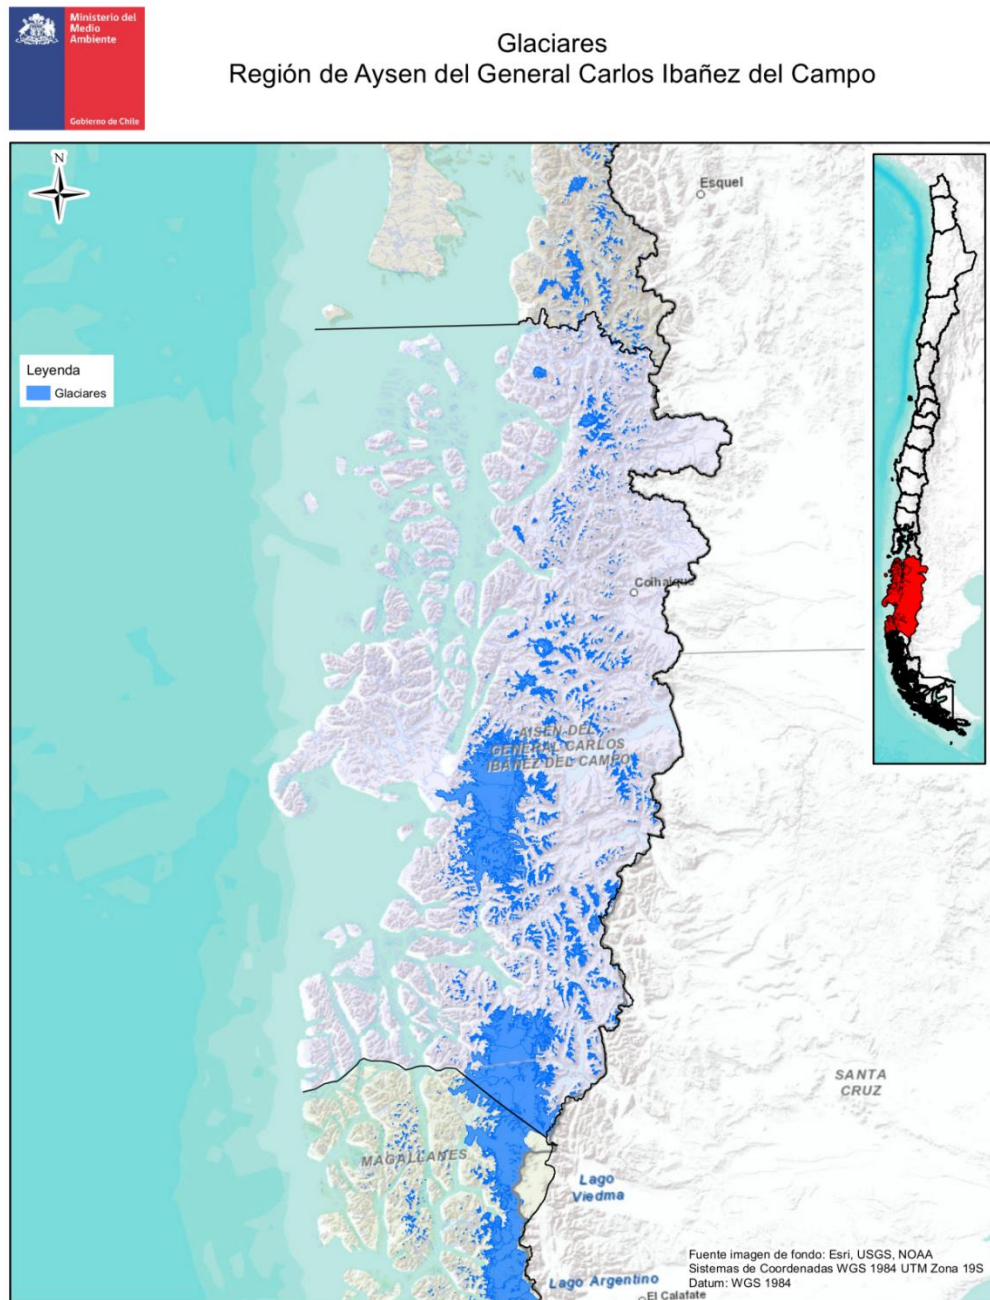 Ministerio del
Medio
Ambiente
Gobierno de Chile
Glaciares
Región de Aysen del General Carlos Ibañez del Campo
N
Esquel
Leyenda
Glaciares
Coihaique
AISEN DEL
GENERAL CARLOS
IBAÑEZ DEL CAMPO
SANTA
CRUZ
MAGALLANES
Lago
Viedma
Fuente imagen de fondo: Esri, USGS, NOAA
Sistemas de Coordenadas WGS 1984 UTM Zona 19S
Datum: WGS 1984
Lago Argentino
El Calafate